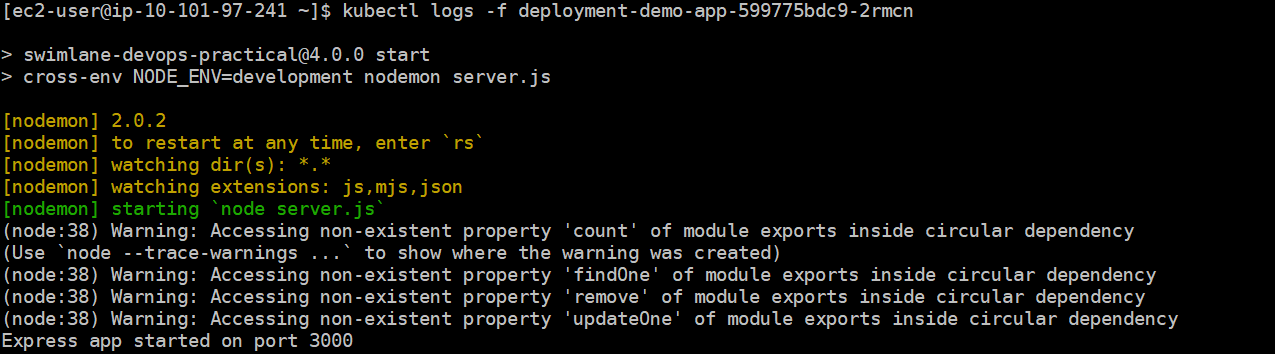 [ec2-user@ip-10-101-97-241 ~]$ kubectl logs -f deployment-demo-app-599775bdc9-2rmcn
> swimlane-devops-practical@4.0.0 start
> cross-env NODE_ENV=development nodemon server.js
[nodemon] 2.0.2
[nodemon] to restart at any time, enter `rs`
[nodemon] watching dir(s): *.*
[nodemon] watching extensions: js,mjs,json
[nodemon] starting `node server.js`
(node:38) Warning: Accessing non-existent property 'count' of module exports inside circular dependency
(Use `node --trace-warnings ...` to show where the warning was created)
(node:38) Warning: Accessing non-existent property 'findOne' of module exports inside circular dependency
(node:38) Warning: Accessing non-existent property 'remove' of module exports inside circular dependency
(node:38) Warning: Accessing non-existent property 'updateOne' of module exports inside circular dependency
Express app started on port 3000